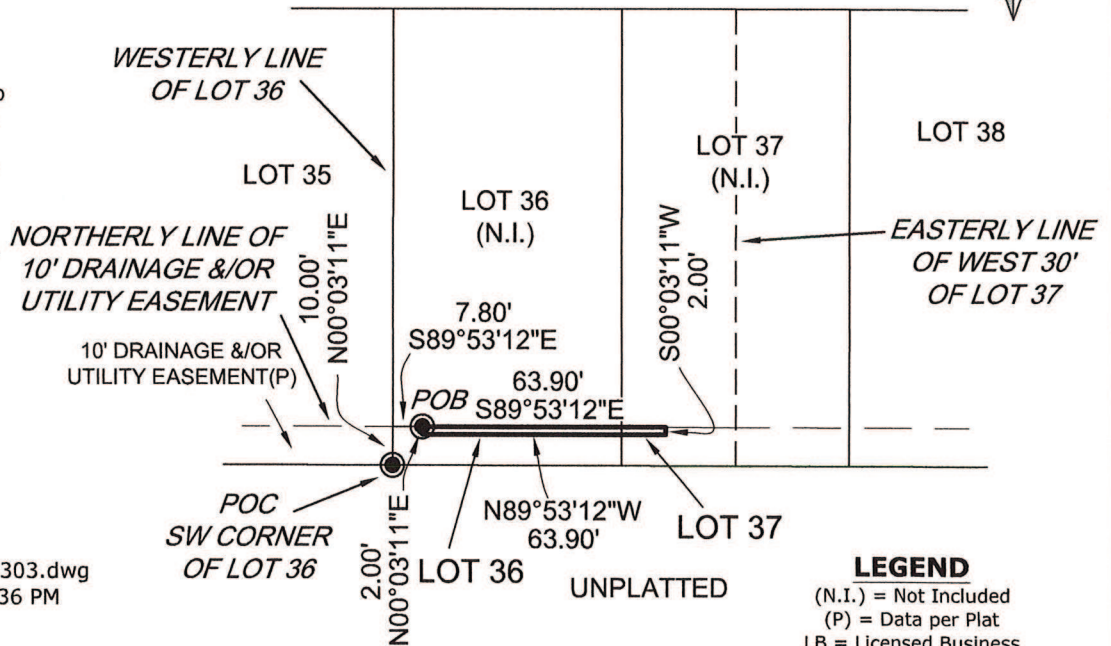 WESTERLY LINE
OF LOT 36
LOT 35
LOT 36
(N.I.)
LOT 37
(N.I.)
LOT 38
NORTHERLY LINE OF
10' DRAINAGE &/OR
UTILITY EASEMENT
10.00'
N00°03'11"E
S00°03'11"W
2.00'
EASTERLY LINE
OF WEST 30'
OF LOT 37
7.80'
S89°53'12"E
10' DRAINAGE &/OR
UTILITY EASEMENT(P)
POB
63.90'
S89°53'12"E
POC
SW CORNER
OF LOT 36
2.00'
N00°03'11"E
LOT 36
N89°53'12"W
63.90'
LOT 37
UNPLATTED
303.dwg
36 PM
LEGEND
(N.I.) = Not Included
(P) = Data per Plat
LB = Licensed Business